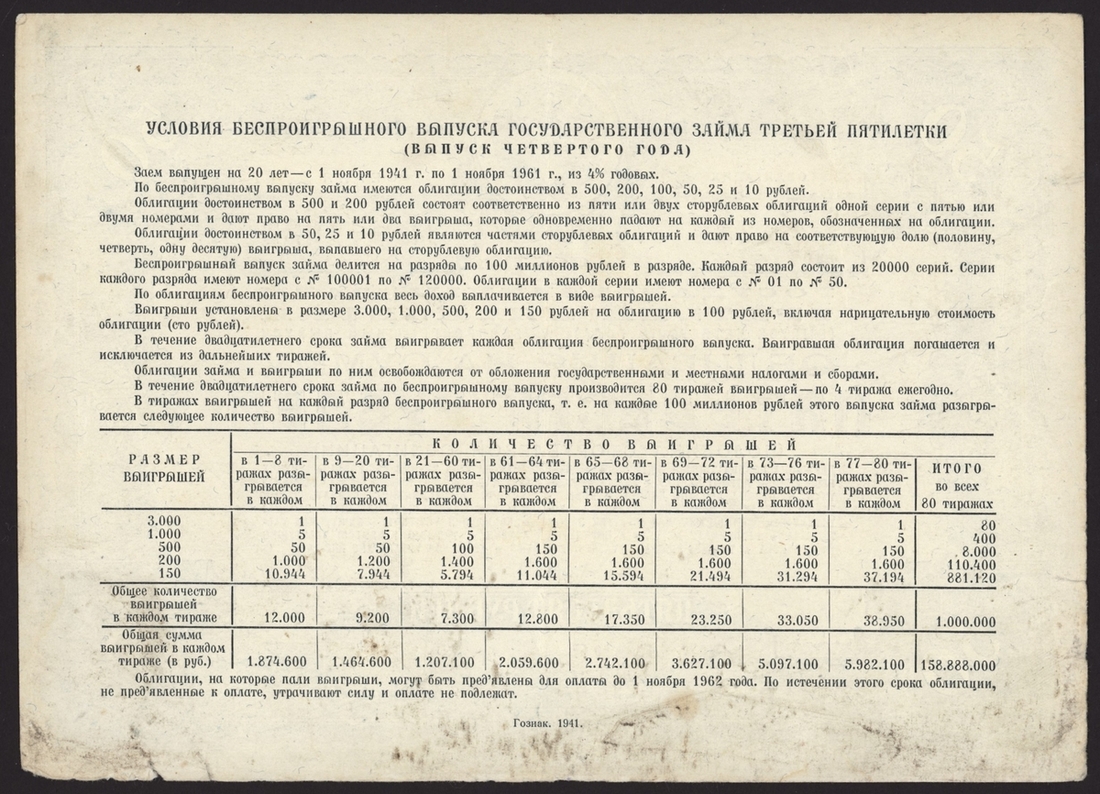 УСЛОВИЯ БЕСПРОИГРЫШНОГО ВЫПУСКА ГОСУДАРСТВЕННОГО ЗАЙМА ТРЕТЬЕЙ ПЯТИЛЕТКИ
(ВЫПУСК ЧЕТВЕРТОГО ГОДА)
Заем выпущен на 20 лет — с 1 ноября 1941 г. по 1 ноября 1961 г., из 4% годовых.
По беспроигрышному выпуску займа имеются облигации достоинством в 500, 200, 100, 50, 25 и 10 рублей.
Облигации достоинством в 500 и 200 рублей состоят соответственно из пяти или двух сторублевых облигаций одной серии с пятью или
двумя номерами и дают право на пять или два выигрыша, которые одновременно падают на каждый из номеров, обозначенных на облигации.
Облигации достоинством в 50, 25 и 10 рублей являются частями сторублевых облигаций и дают право на соответствующую долю (половину,
четверть, одну десятую) выигрыша, выпавшего на сторублевую облигацию.
Беспроигрышный выпуск займа делится на разряды по 100 миллионов рублей в разряде. Каждый разряд состоит из 20000 серий. Серии
каждого разряда имеют номера с № 100001 по № 120000. Облигации в каждой серии имеют номера с № 01 по № 50.
По облигациям беспроигрышного выпуска весь доход выплачивается в виде выигрышей.
Выигрыши установлены в размере 3.000, 1.000, 500, 200 и 150 рублей на облигацию в 100 рублей, включая нарицательную стоимость
облигации (сто рублей).
В течение двадцатилетнего срока займа выигрывает каждая облигация беспроигрышного выпуска. Выигравшая облигация погашается и
исключается из дальнейших тиражей.
Облигации займа и выигрыши по ним освобождаются от обложения государственными и местными налогами и сборами.
В течение двадцатилетнего срока займа по беспроигрышному выпуску производится 80 тиражей выигрышей — по 4 тиража ежегодно.
В тиражах выигрышей на каждый разряд беспроигрышного выпуска, т. е. на каждые 100 миллионов рублей этого выпуска займа разыгры-
вается следующее количество выигрышей.
РАЗМЕР ВЫИГРЫШЕЙ
КОЛИЧЕСТВО ВЫИГРЫШЕЙ
в 1—8 ти- в 9—20 ти- в 21—60 ти- в 61—64 ти- в 65—68 ти- в 69—72 ти- в 73—76 ти- в 77—80 ти- ИТОГО
ражах разы- ражах разы- ражах разы- ражах разы- ражах разы- ражах разы- ражах разы- ражах разы- во всех
грывается грывается грывается грывается грывается грывается грывается грывается
в каждом в каждом в каждом в каждом в каждом в каждом в каждом в каждом 80 тиражах
3.000 1 1 1 1 1 1 1 1 80
1.000 5 5 5 5 5 5 5 5 400
500 50 50 100 150 150 150 150 150 8.000
200 1.000 1.200 1.400 1.600 1.600 1.600 1.600 1.600 110.400
150 10.944 7.944 5.794 11.044 15.594 21.494 31.294 37.194 881.120
Общее количество
выигрышей
в каждом тираже 12.000 9.200 7.300 12.800 17.350 23.250 33.050 38.950 1.000.000
Общая сумма
выигрышей в каждом
тираже (в руб.) 1.874.600 1.464.600 1.207.100 2.059.600 2.742.100 3.627.100 5.097.100 5.982.100 158.888.000
Облигации, на которые пали выигрыши, могут быть пред’явлены для оплаты до 1 ноября 1962 года. По истечении этого срока облигации,
не пред’явленные к оплате, утрачивают силу и оплате не подлежат.
Гознак. 1941.